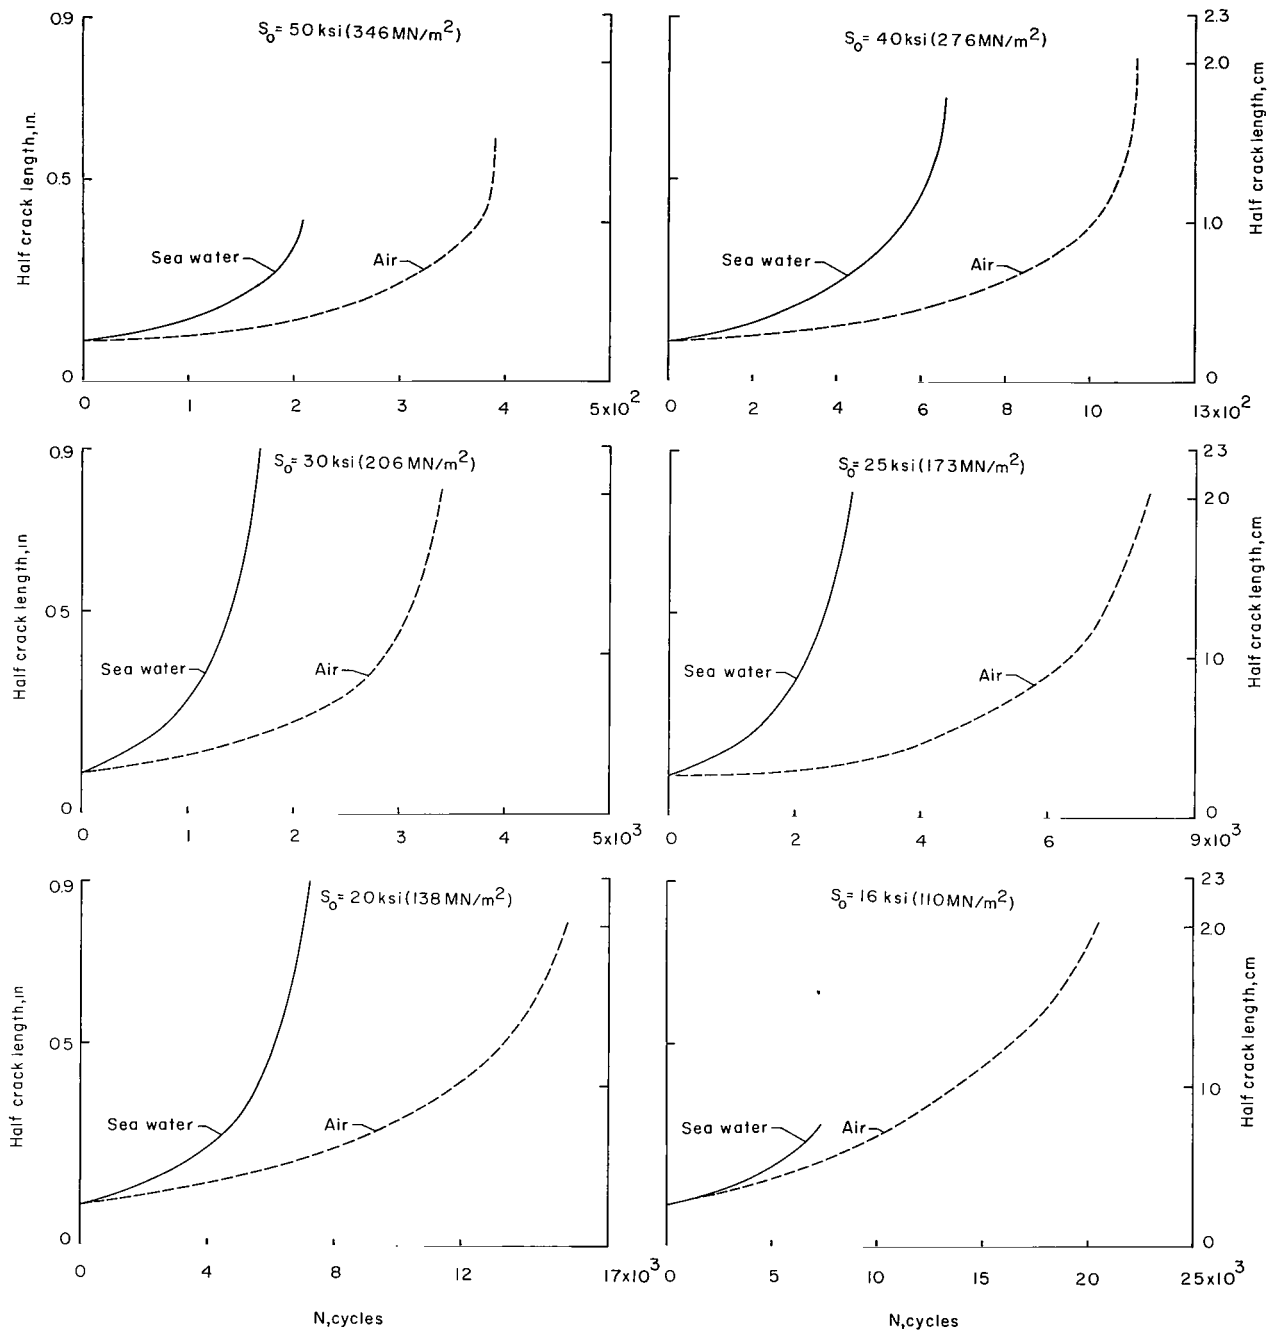 S₀ = 50 ksi (346 MN/m²)
0.9
0.5
0
Half crack length, in.
Sea water
Air
0 1 2 3 4 5x10²
S₀ = 40 ksi (276 MN/m²)
2.3
2.0
1.0
0
Half crack length, cm
Sea water
Air
0 2 4 6 8 10 13x10²
S₀ = 30 ksi (206 MN/m²)
0.9
0.5
0
Half crack length, in
Sea water
Air
0 1 2 3 4 5x10³
S₀ = 25 ksi (173 MN/m²)
2.3
2.0
1.0
0
Half crack length, cm
Sea water
Air
0 2 4 6 9x10³
S₀ = 20 ksi (138 MN/m²)
0.9
0.5
0
Half crack length, in
Sea water
Air
0 4 8 12 17x10³
N, cycles
S₀ = 16 ksi (110 MN/m²)
2.3
2.0
1.0
0
Half crack length, cm
Sea water
Air
0 5 10 15 20 25x10³
N, cycles